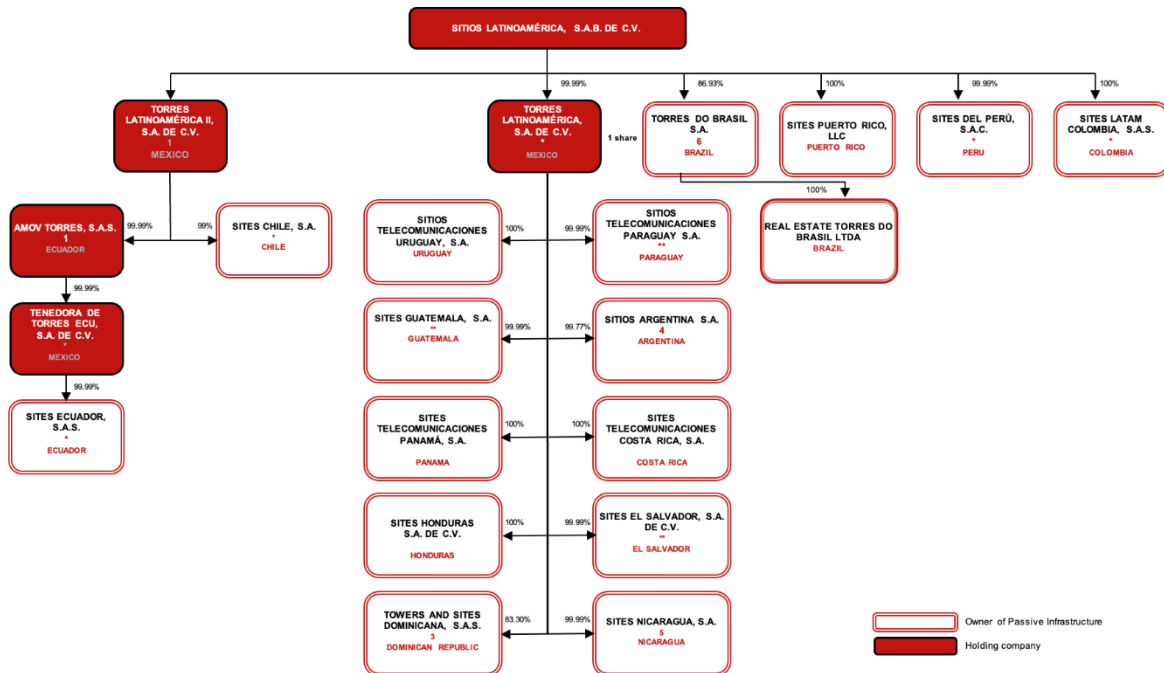 SITIOS LATINOAMÉRICA, S.A.B. DE C.V.
99.99%
86.93%
100%
99.99%
100%
TORRES
LATINOAMÉRICA II,
S.A. DE C.V.
1
MEXICO
TORRES
LATINOAMÉRICA,
S.A. DE C.V.
*
MEXICO
1 share
TORRES DO BRASIL
S.A.
6
BRAZIL
SITES PUERTO RICO,
LLC
PUERTO RICO
SITES DEL PERÚ,
S.A.C.
*
PERU
SITES LATAM
COLOMBIA, S.A.S.
*
COLOMBIA
100%
AMOV TORRES, S.A.S.
1
ECUADOR
99.99%
99%
SITES CHILE, S.A.
*
CHILE
SITIOS
TELECOMUNICACIONES
URUGUAY, S.A.
URUGUAY
100%
99.99%
SITIOS
TELECOMUNICACIONES
PARAGUAY S.A.
**
PARAGUAY
REAL ESTATE TORRES DO
BRASIL LTDA
BRAZIL
99.99%
TENEDORA DE
TORRES ECU,
S.A. DE C.V.
*
MEXICO
SITES GUATEMALA, S.A.
**
GUATEMALA
99.99%
99.77%
SITIOS ARGENTINA S.A.
4
ARGENTINA
99.99%
SITES ECUADOR,
S.A.S.
*
ECUADOR
SITES
TELECOMUNICACIONES
PANAMÁ, S.A.
PANAMA
100%
100%
SITES
TELECOMUNICACIONES
COSTA RICA, S.A.
COSTA RICA
SITES HONDURAS
S.A. DE C.V.
HONDURAS
100%
99.99%
SITES EL SALVADOR, S.A.
DE C.V.
**
EL SALVADOR
TOWERS AND SITES
DOMINICANA, S.A.S.
3
DOMINICAN REPUBLIC
83.30%
99.99%
SITES NICARAGUA, S.A.
5
NICARAGUA
Owner of Passive Infrastructure
Holding company